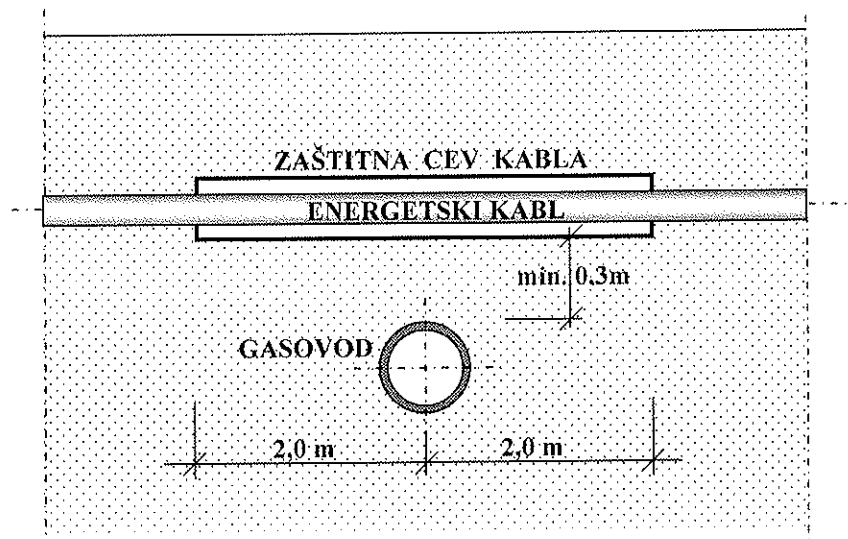 ZAŠTITNA CEV KABLA
ENERGETSKI KABL
min. 0,3m
GASOVOD
2,0 m
2,0 m